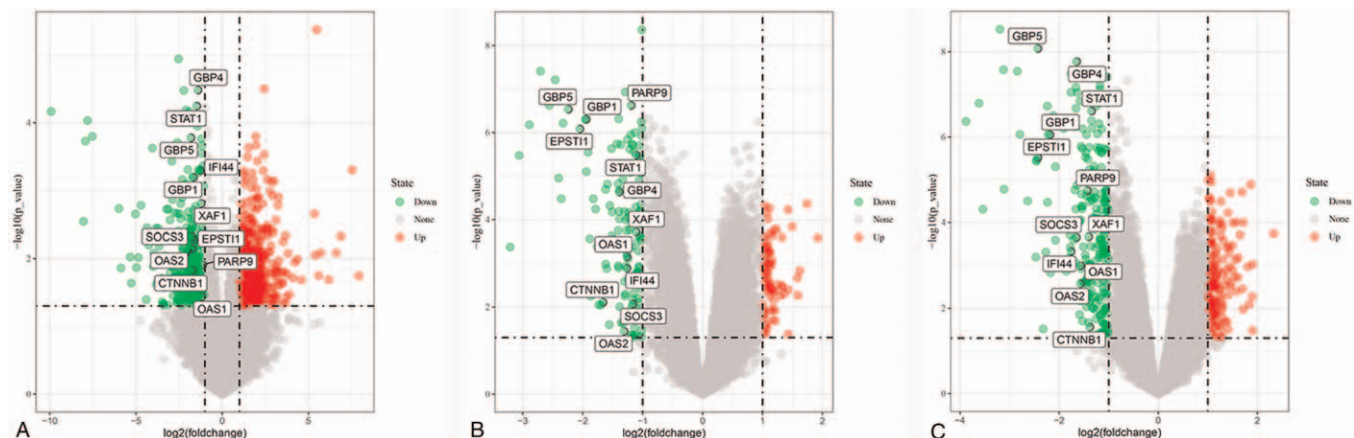 GBP4
STAT1
GBP5
IFI44
GBP1
XAF1
SOCS3
EPSTI1
OAS2
PARP9
CTNNB1
OAS1
4
2
0
−log10(p_value)
−10
−5
0
5
log2(foldchange)
State
Down
None
Up
A
GBP5
GBP1
PARP9
EPSTI1
STAT1
GBP4
XAF1
OAS1
IFI44
CTNNB1
SOCS3
OAS2
8
6
4
2
0
−log10(p_value)
−2
0
2
log2(foldchange)
State
Down
None
Up
B
GBP5
GBP4
STAT1
GBP1
EPSTI1
PARP9
SOCS3
XAF1
IFI44
OAS1
OAS2
CTNNB1
8
6
4
2
0
−log10(p_value)
−4
−2
0
2
log2(foldchange)
State
Down
None
Up
C